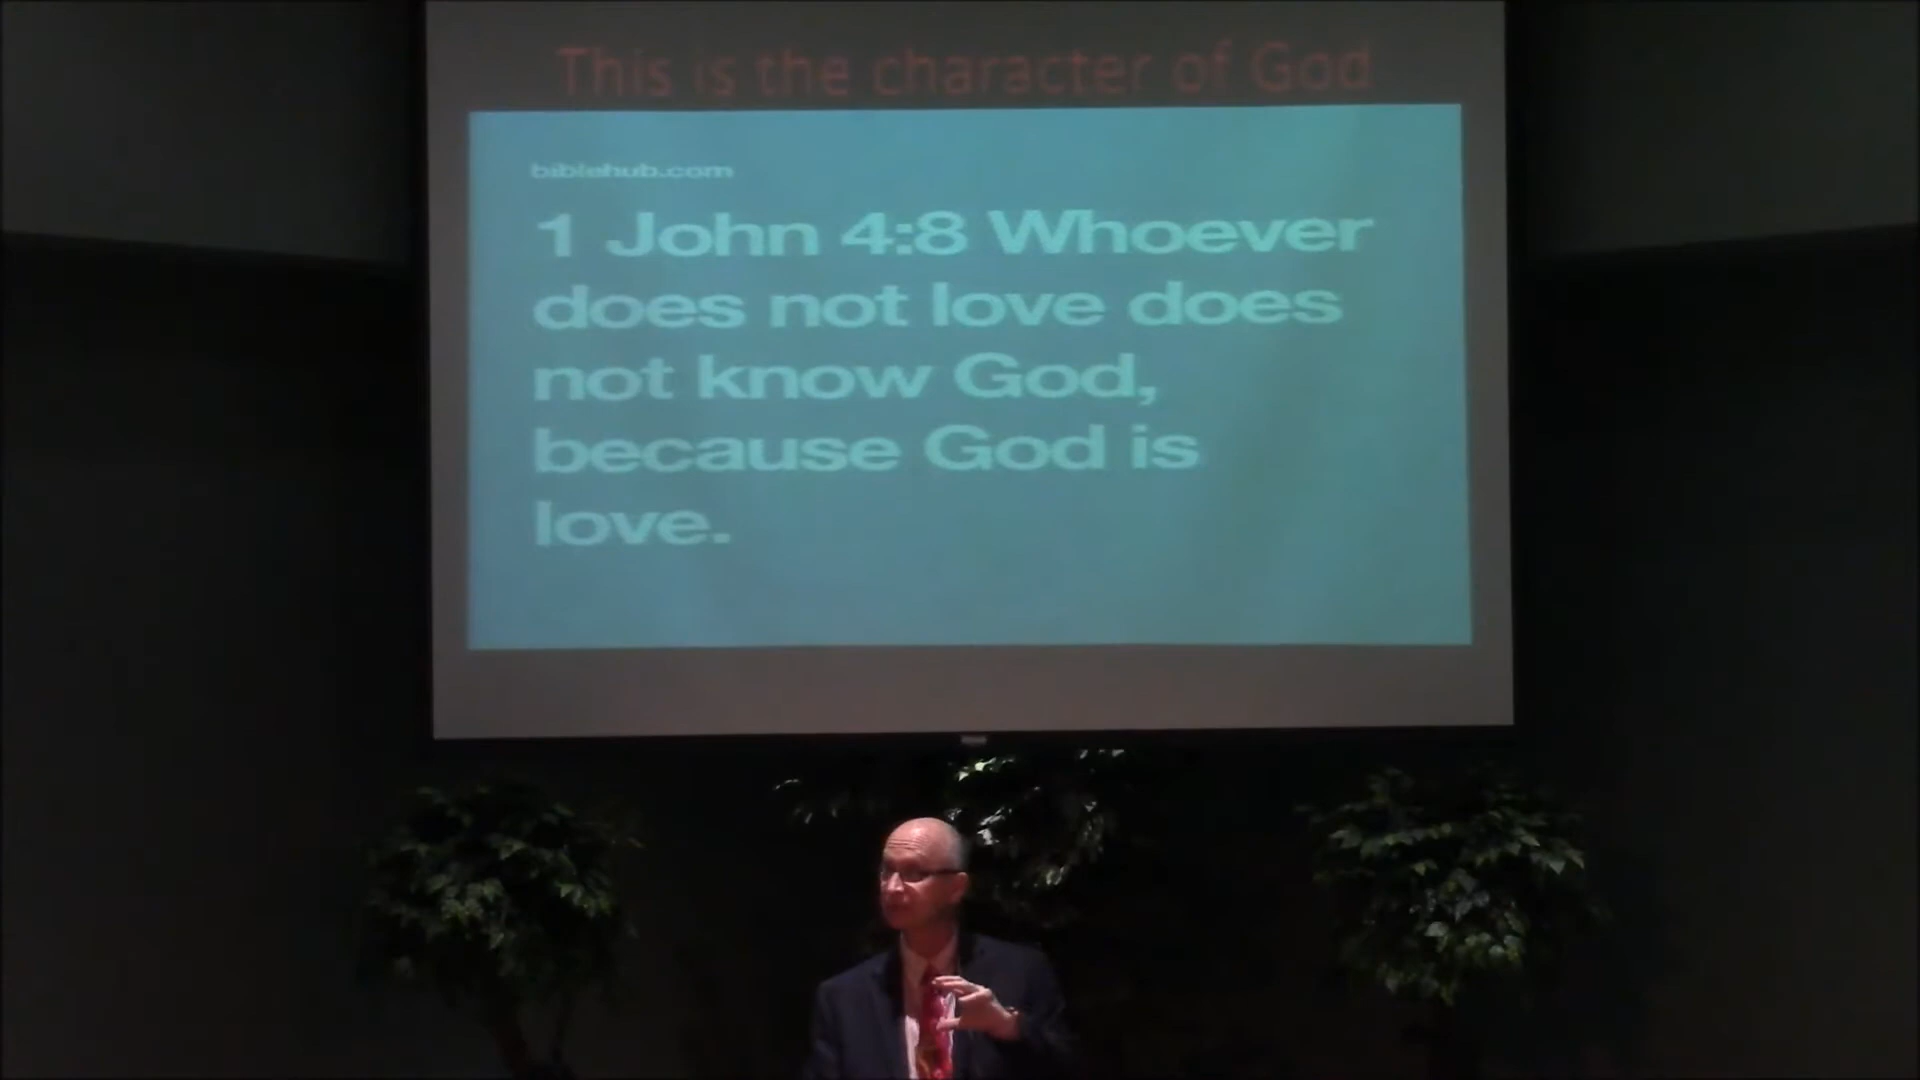 This is the character of God
biblehub.com
1 John 4:8 Whoever
does not love does
not know God,
because God is
love.